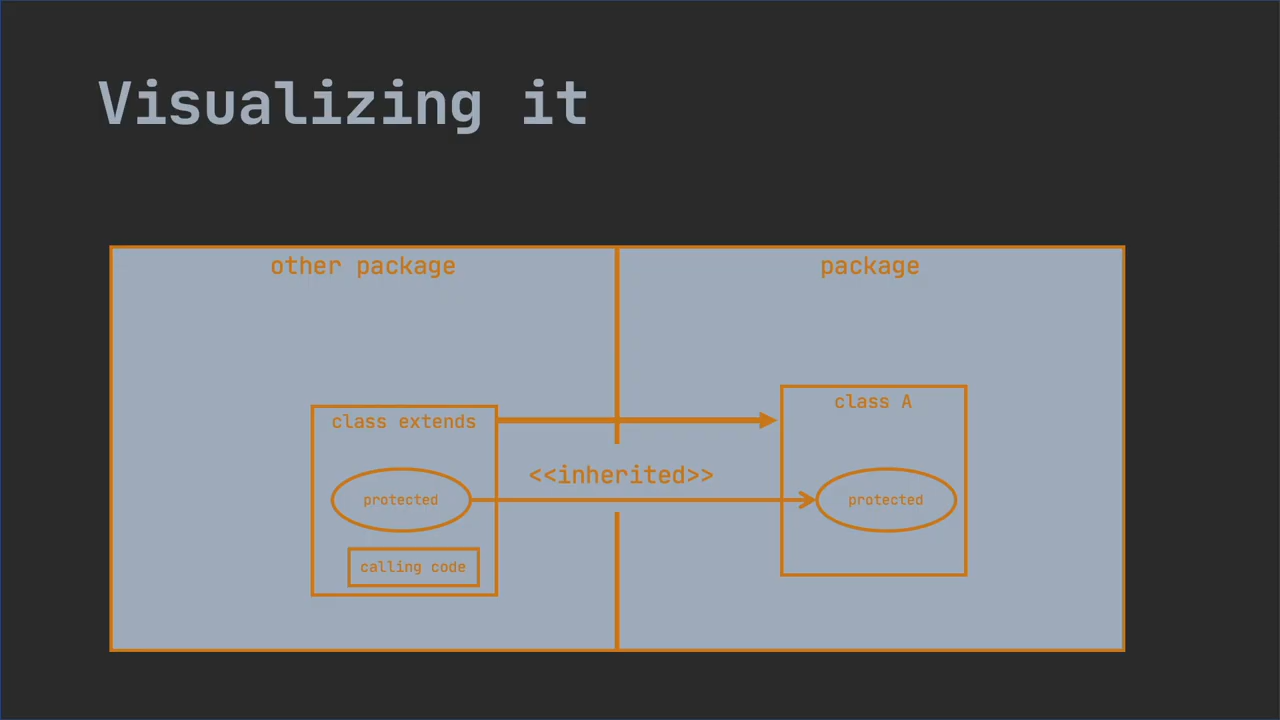 Visualizing it
other package
package
class extends
class A
<<inherited>>
protected
protected
calling code